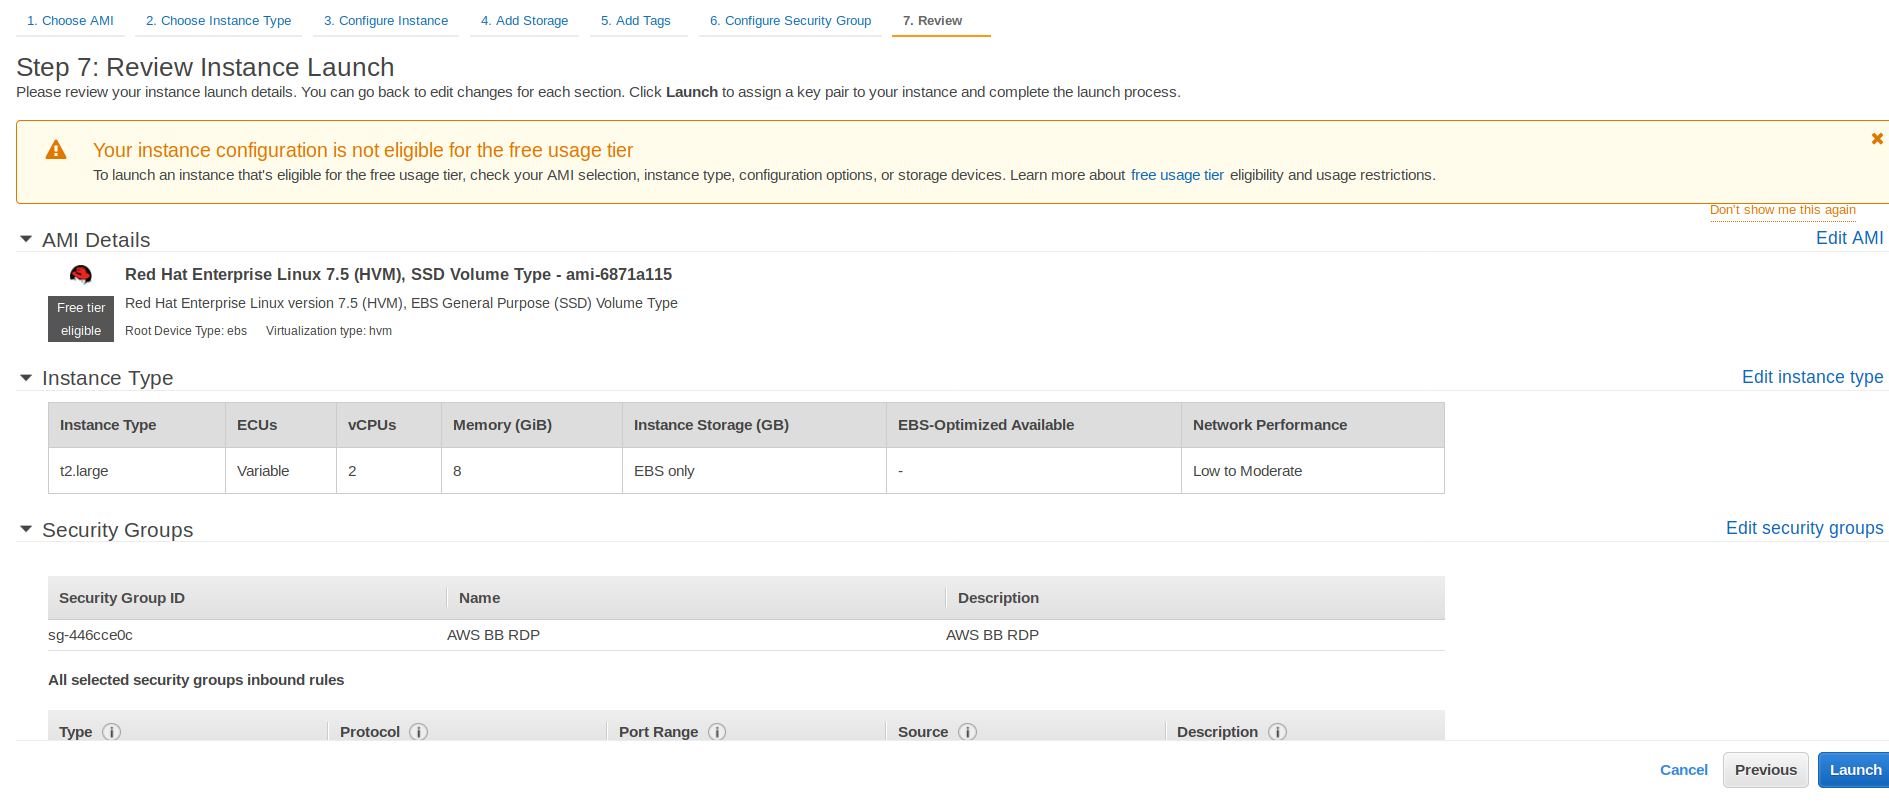 1. Choose AMI 2. Choose Instance Type 3. Configure Instance 4. Add Storage 5. Add Tags 6. Configure Security Group 7. Review
Step 7: Review Instance Launch
Please review your instance launch details. You can go back to edit changes for each section. Click Launch to assign a key pair to your instance and complete the launch process.
Your instance configuration is not eligible for the free usage tier
To launch an instance that's eligible for the free usage tier, check your AMI selection, instance type, configuration options, or storage devices. Learn more about free usage tier eligibility and usage restrictions.
Don't show me this again
AMI Details Edit AMI
Red Hat Enterprise Linux 7.5 (HVM), SSD Volume Type - ami-6871a115
Free tier eligible
Red Hat Enterprise Linux version 7.5 (HVM), EBS General Purpose (SSD) Volume Type
Root Device Type: ebs Virtualization type: hvm
Instance Type Edit instance type
Instance Type ECUs vCPUs Memory (GiB) Instance Storage (GB) EBS-Optimized Available Network Performance
t2.large Variable 2 8 EBS only - Low to Moderate
Security Groups Edit security groups
Security Group ID Name Description
sg-446cce0c AWS BB RDP AWS BB RDP
All selected security groups inbound rules
Type Protocol Port Range Source Description
Cancel Previous Launch